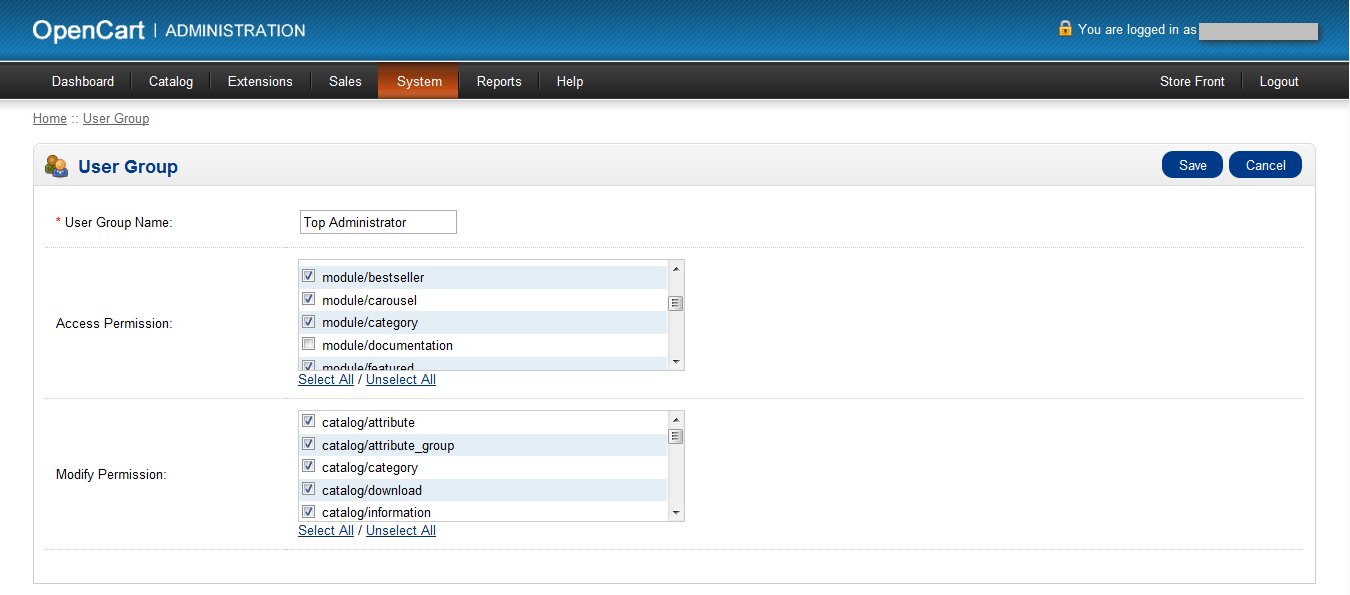 OpenCart | ADMINISTRATION
You are logged in as
Dashboard Catalog Extensions Sales System Reports Help Store Front Logout
Home :: User Group
User Group Save Cancel
* User Group Name: Top Administrator
module/bestseller
module/carousel
module/category
Access Permission:
module/documentation
module/featured
Select All / Unselect All
catalog/attribute
catalog/attribute_group
catalog/category
Modify Permission:
catalog/download
catalog/information
Select All / Unselect All